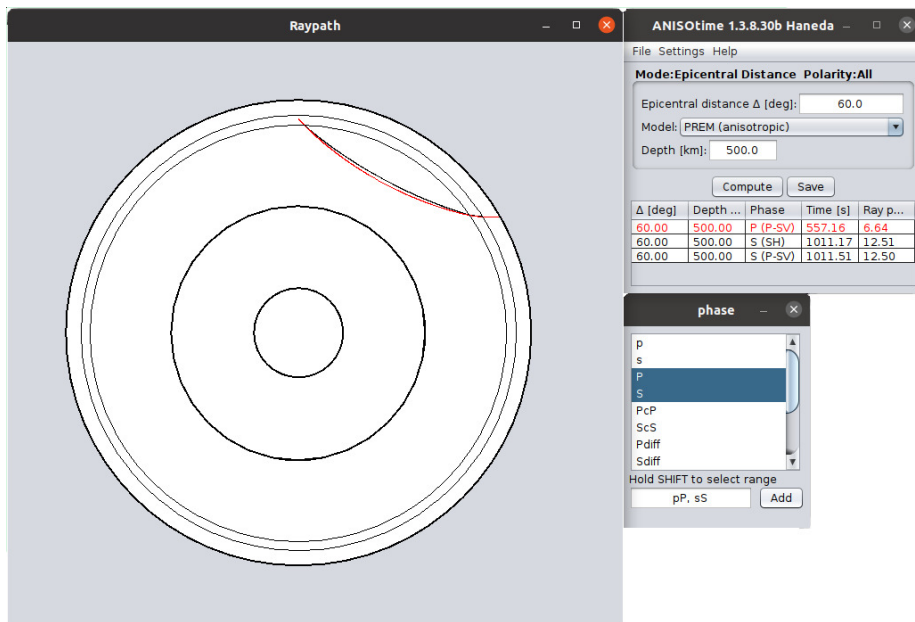 Raypath
ANISOtime 1.3.8.30b Haneda
File Settings Help
Mode:Epicentral Distance Polarity:All
Epicentral distance Δ [deg]: 60.0
Model: PREM (anisotropic)
Depth [km]: 500.0
Compute Save
Δ [deg] Depth ... Phase Time [s] Ray p...
60.00 500.00 P (P-SV) 557.16 6.64
60.00 500.00 S (SH) 1011.17 12.51
60.00 500.00 S (P-SV) 1011.51 12.50
phase
p
s
P
S
PcP
ScS
Pdiff
Sdiff
Hold SHIFT to select range
pP, sS Add